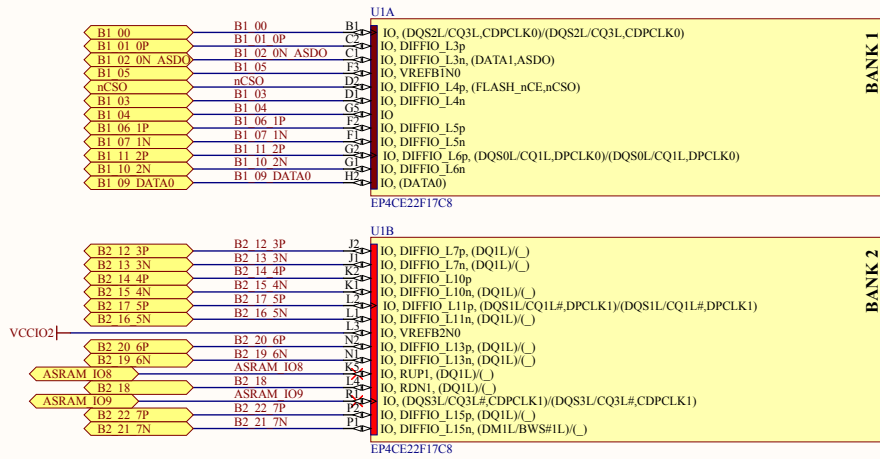 U1A
B1_00 B1_00 B1 IO, (DQS2L/CQ3L,CDPCLK0)/(DQS2L/CQ3L,CDPCLK0)
B1_01_0P B1_01_0P C2 IO, DIFFIO_L3p
B1_02_0N_ASDO B1_02_0N_ASDO C1 IO, DIFFIO_L3n, (DATA1,ASDO)
B1_05 B1_05 F3 IO, VREFB1N0
nCSO nCSO D2 IO, DIFFIO_L4p, (FLASH_nCE,nCSO)
B1_03 B1_03 D1 IO, DIFFIO_L4n
B1_04 B1_04 G5 IO
B1_06_1P B1_06_1P F2 IO, DIFFIO_L5p
B1_07_1N B1_07_1N F1 IO, DIFFIO_L5n
B1_11_2P B1_11_2P G2 IO, DIFFIO_L6p, (DQS0L/CQ1L,DPCLK0)/(DQS0L/CQ1L,DPCLK0)
B1_10_2N B1_10_2N G1 IO, DIFFIO_L6n
B1_09_DATA0 B1_09_DATA0 H2 IO, (DATA0)
BANK 1
EP4CE22F17C8
U1B
B2_12_3P B2_12_3P J2 IO, DIFFIO_L7p, (DQ1L)/(_)
B2_13_3N B2_13_3N J1 IO, DIFFIO_L7n, (DQ1L)/(_)
B2_14_4P B2_14_4P K2 IO, DIFFIO_L10p
B2_15_4N B2_15_4N K1 IO, DIFFIO_L10n, (DQ1L)/(_)
B2_17_5P B2_17_5P L2 IO, DIFFIO_L11p, (DQS1L/CQ1L#,DPCLK1)/(DQS1L/CQ1L#,DPCLK1)
B2_16_5N B2_16_5N L1 IO, DIFFIO_L11n, (DQ1L)/(_)
VCCIO2 L3 IO, VREFB2N0
B2_20_6P B2_20_6P N2 IO, DIFFIO_L13p, (DQ1L)/(_)
B2_19_6N B2_19_6N N1 IO, DIFFIO_L13n, (DQ1L)/(_)
ASRAM_IO8 ASRAM_IO8 K5 IO, RUP1, (DQ1L)/(_)
B2_18 B2_18 L4 IO, RDN1, (DQ1L)/(_)
ASRAM_IO9 ASRAM_IO9 R1 IO, (DQS3L/CQ3L#,CDPCLK1)/(DQS3L/CQ3L#,CDPCLK1)
B2_22_7P B2_22_7P P2 IO, DIFFIO_L15p, (DQ1L)/(_)
B2_21_7N B2_21_7N P1 IO, DIFFIO_L15n, (DM1L/BWS#1L)/(_)
BANK 2
EP4CE22F17C8